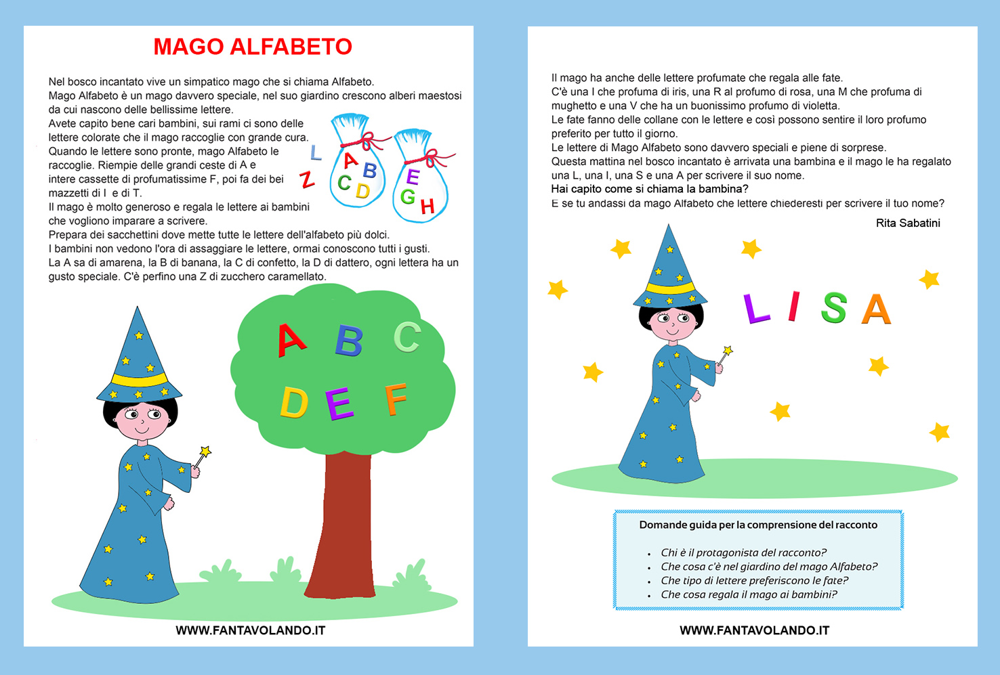 MAGO ALFABETO
Nel bosco incantato vive un simpatico mago che si chiama Alfabeto.
Mago Alfabeto è un mago davvero speciale, nel suo giardino crescono alberi maestosi
da cui nascono delle bellissime lettere.
Avete capito bene cari bambini, sui rami ci sono delle
lettere colorate che il mago raccoglie con grande cura.
Quando le lettere sono pronte, mago Alfabeto le
raccoglie. Riempie delle grandi ceste di A e
intere cassette di profumatissime F, poi fa dei bei
mazzetti di I e di T.
Il mago è molto generoso e regala le lettere ai bambini
che vogliono imparare a scrivere.
Prepara dei sacchettini dove mette tutte le lettere dell'alfabeto più dolci.
I bambini non vedono l'ora di assaggiare le lettere, ormai conoscono tutti i gusti.
La A sa di amarena, la B di banana, la C di confetto, la D di dattero, ogni lettera ha un
gusto speciale. C'è perfino una Z di zucchero caramellato.
L
Z
A B
C D
E
G H
A B C
D E F
WWW.FANTAVOLANDO.IT
Il mago ha anche delle lettere profumate che regala alle fate.
C'è una I che profuma di iris, una R al profumo di rosa, una M che profuma di
mughetto e una V che ha un buonissimo profumo di violetta.
Le fate fanno delle collane con le lettere e così possono sentire il loro profumo
preferito per tutto il giorno.
Le lettere di Mago Alfabeto sono davvero speciali e piene di sorprese.
Questa mattina nel bosco incantato è arrivata una bambina e il mago le ha regalato
una L, una I, una S e una A per scrivere il suo nome.
Hai capito come si chiama la bambina?
E se tu andassi da mago Alfabeto che lettere chiederesti per scrivere il tuo nome?
Rita Sabatini
L I S A
Domande guida per la comprensione del racconto
• Chi è il protagonista del racconto?
• Che cosa c'è nel giardino del mago Alfabeto?
• Che tipo di lettere preferiscono le fate?
• Che cosa regala il mago ai bambini?
WWW.FANTAVOLANDO.IT